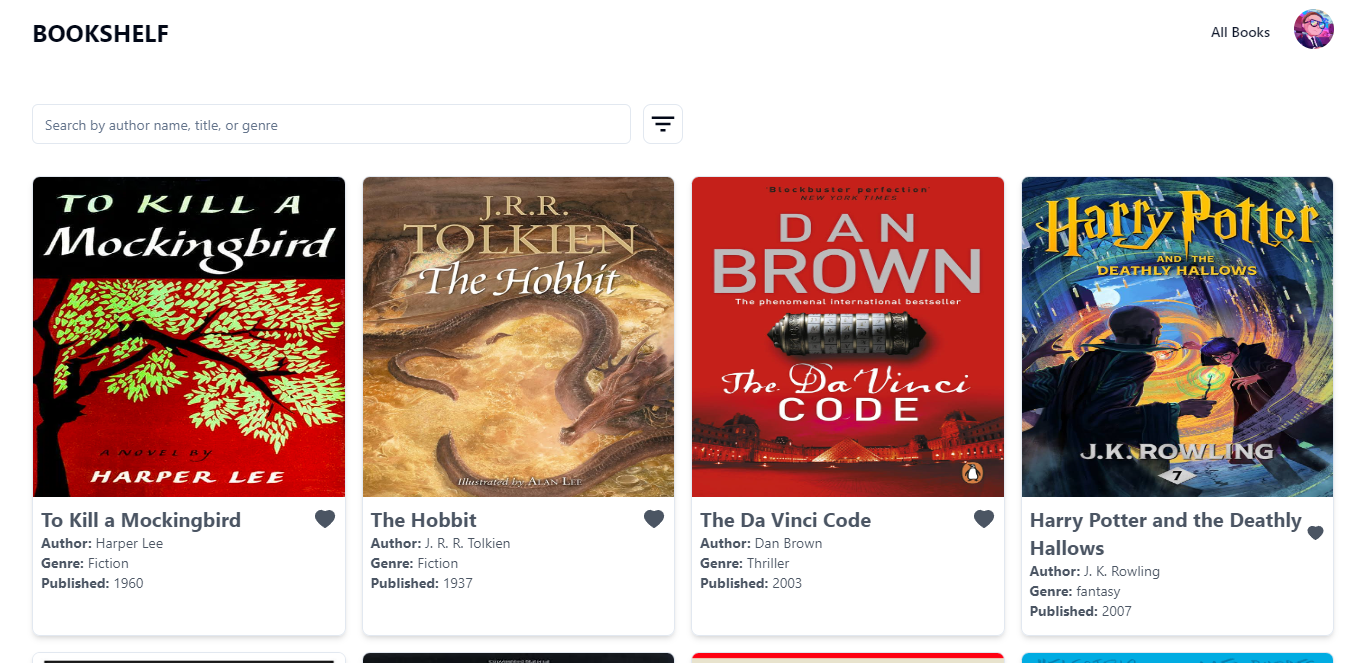 BOOKSHELF
All Books
Search by author name, title, or genre
TO KILL A
Mockingbird
A NOVEL BY
HARPER LEE
J.R.R.
TOLKIEN
The Hobbit
Illustrated by ALAN LEE
'Blockbuster perfection'
NEW YORK TIMES
DAN
BROWN
The phenomenal international bestseller
The Da Vinci
CODE
Harry Potter
AND THE
DEATHLY HALLOWS
J.K.ROWLING
7
To Kill a Mockingbird
Author: Harper Lee
Genre: Fiction
Published: 1960
The Hobbit
Author: J. R. R. Tolkien
Genre: Fiction
Published: 1937
The Da Vinci Code
Author: Dan Brown
Genre: Thriller
Published: 2003
Harry Potter and the Deathly
Hallows
Author: J. K. Rowling
Genre: fantasy
Published: 2007